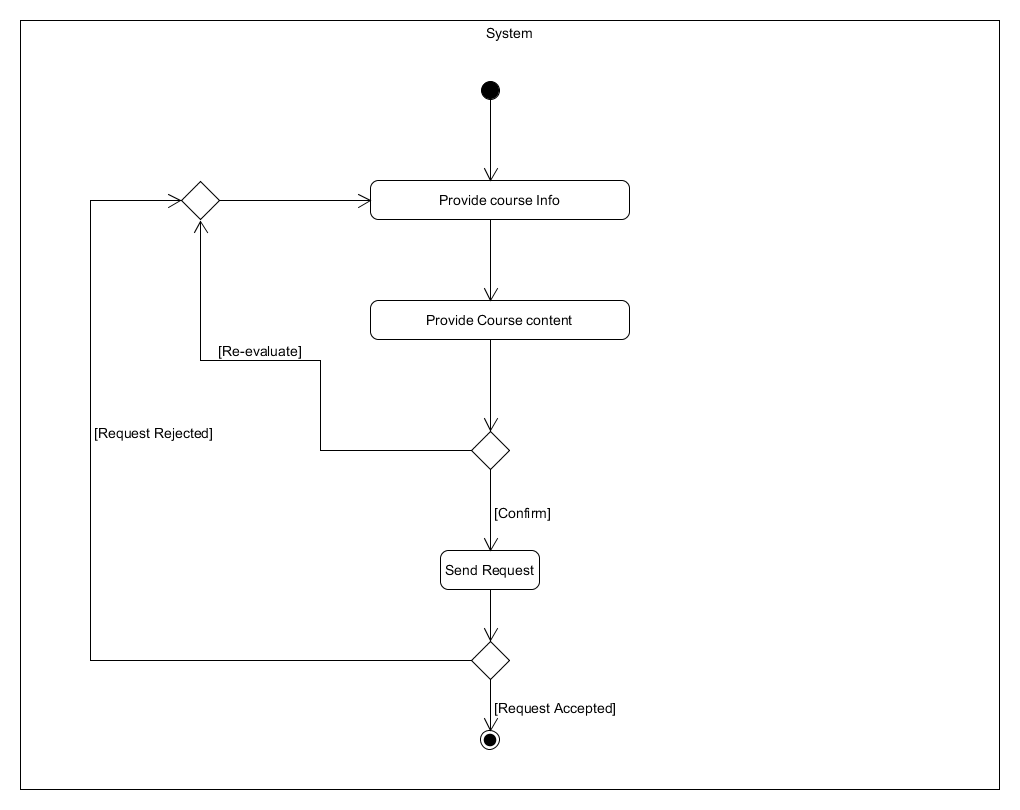 System
Provide course Info
Provide Course content
[Re-evaluate]
[Request Rejected]
[Confirm]
Send Request
[Request Accepted]